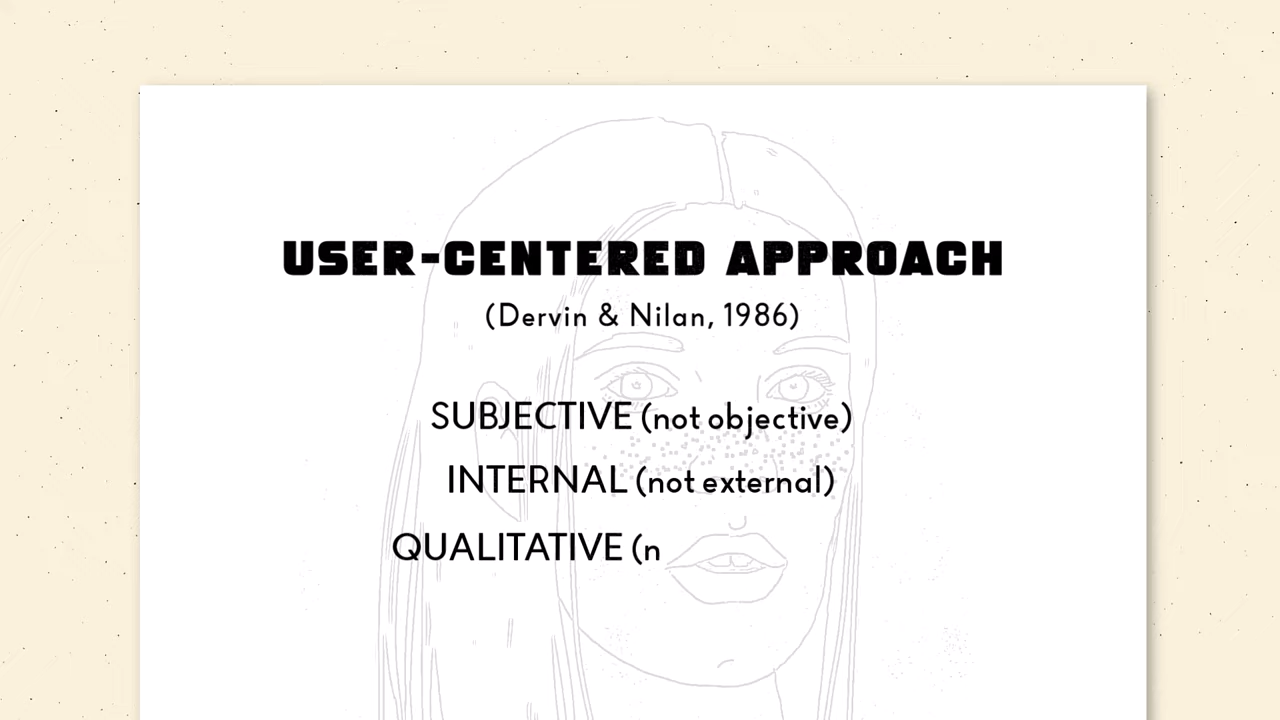 USER-CENTERED APPROACH
(Dervin & Nilan, 1986)
SUBJECTIVE (not objective)
INTERNAL (not external)
QUALITATIVE (n